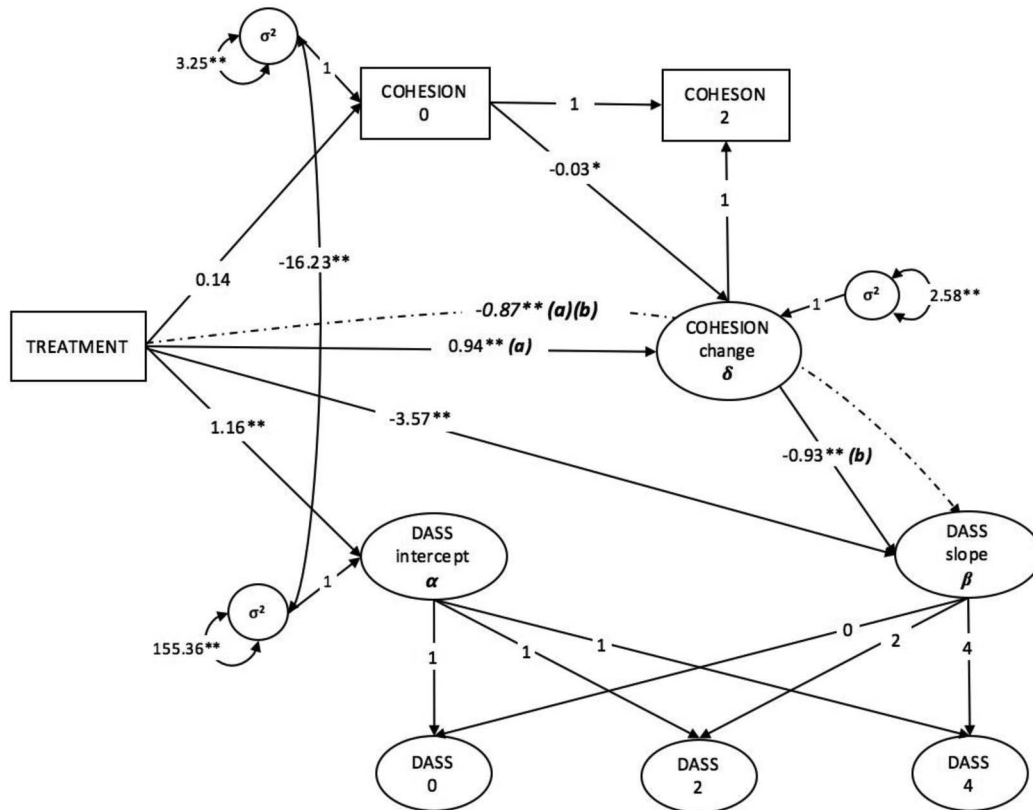 σ²
3.25**
1
COHESION
0
1
COHESON
2
-0.03*
1
0.14
-16.23**
σ²
1
2.58**
TREATMENT
-0.87** (a)(b)
0.94** (a)
COHESION
change
δ
1.16**
-3.57**
-0.93** (b)
DASS
intercept
α
DASS
slope
β
σ²
1
155.36**
1
1
1
0
2
4
DASS
0
DASS
2
DASS
4